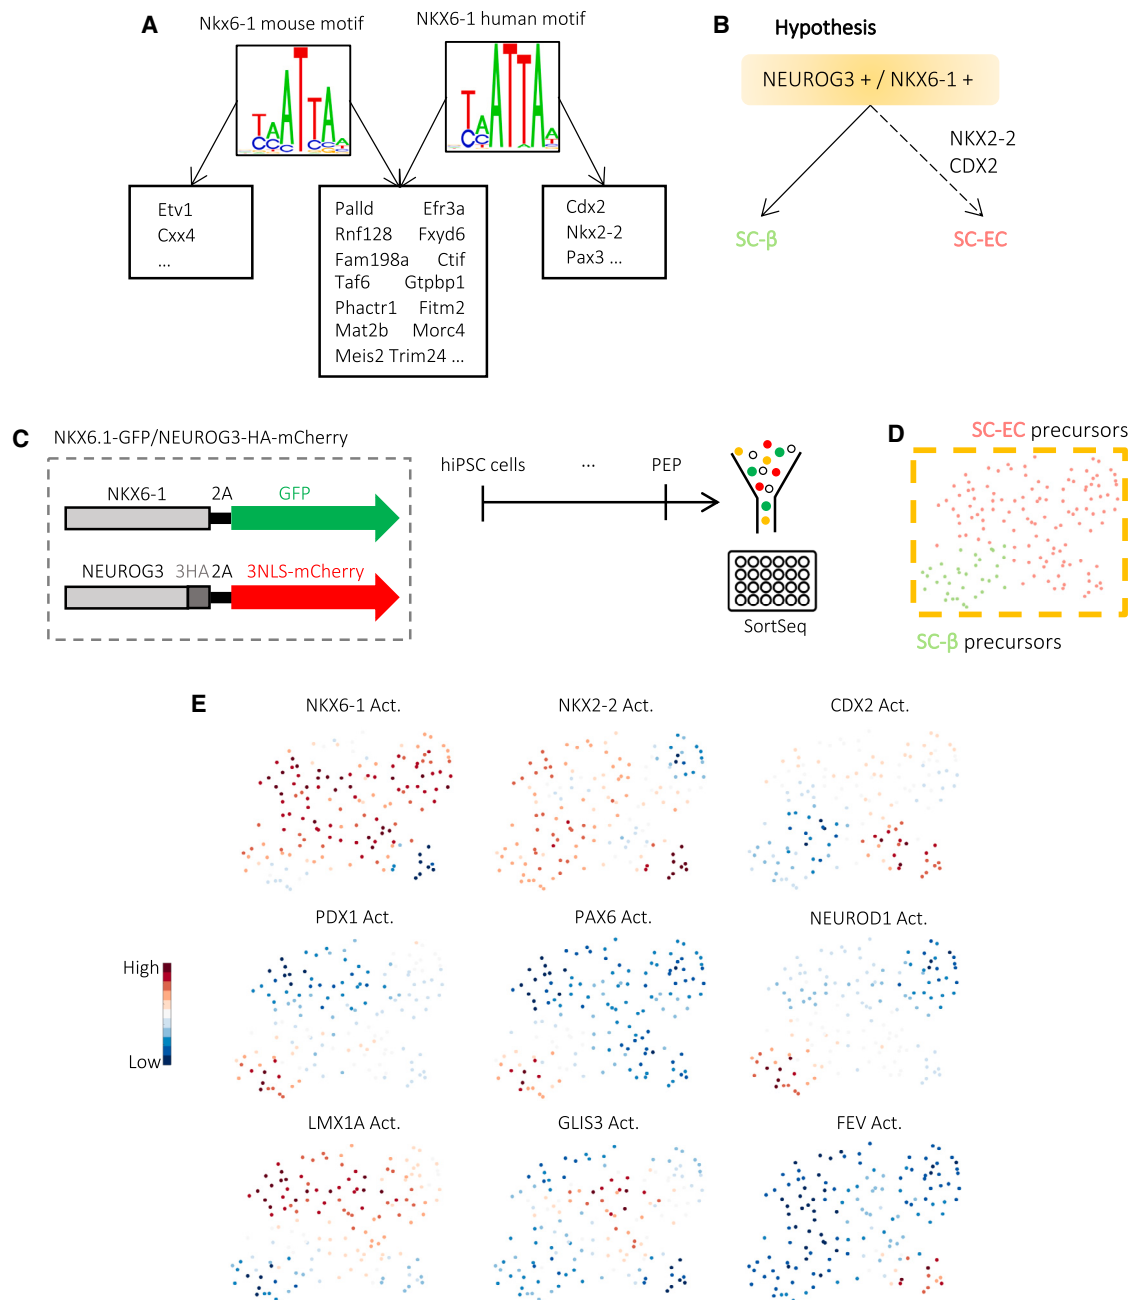 A
Nkx6-1 mouse motif
NKX6-1 human motif
Etv1
Cxx4
...
Palld Efr3a
Rnf128 Fxyd6
Fam198a Ctif
Taf6 Gtpbp1
Phactr1 Fitm2
Mat2b Morc4
Meis2 Trim24 ...
Cdx2
Nkx2-2
Pax3 ...
B
Hypothesis
NEUROG3 + / NKX6-1 +
NKX2-2
CDX2
SC-β
SC-EC
C
NKX6.1-GFP/NEUROG3-HA-mCherry
NKX6-1 2A GFP
NEUROG3 3HA 2A 3NLS-mCherry
hiPSC cells ... PEP
SortSeq
D
SC-EC precursors
SC-β precursors
E
NKX6-1 Act.
NKX2-2 Act.
CDX2 Act.
PDX1 Act.
PAX6 Act.
NEUROD1 Act.
High
Low
LMX1A Act.
GLIS3 Act.
FEV Act.